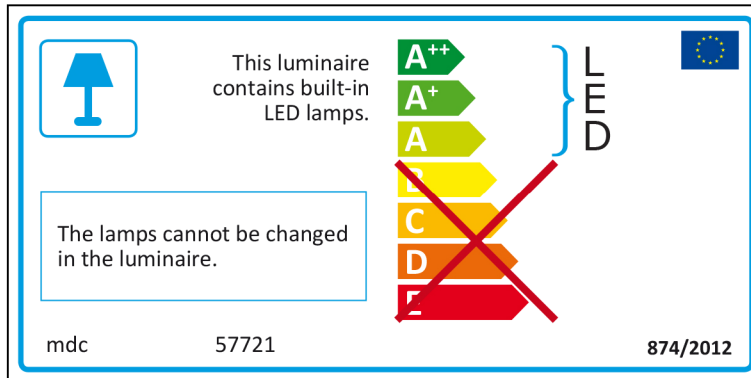 This luminaire
contains built-in
LED lamps.
A++
A+
A
B
C
D
E
L
E
D
The lamps cannot be changed
in the luminaire.
mdc 57721
874/2012